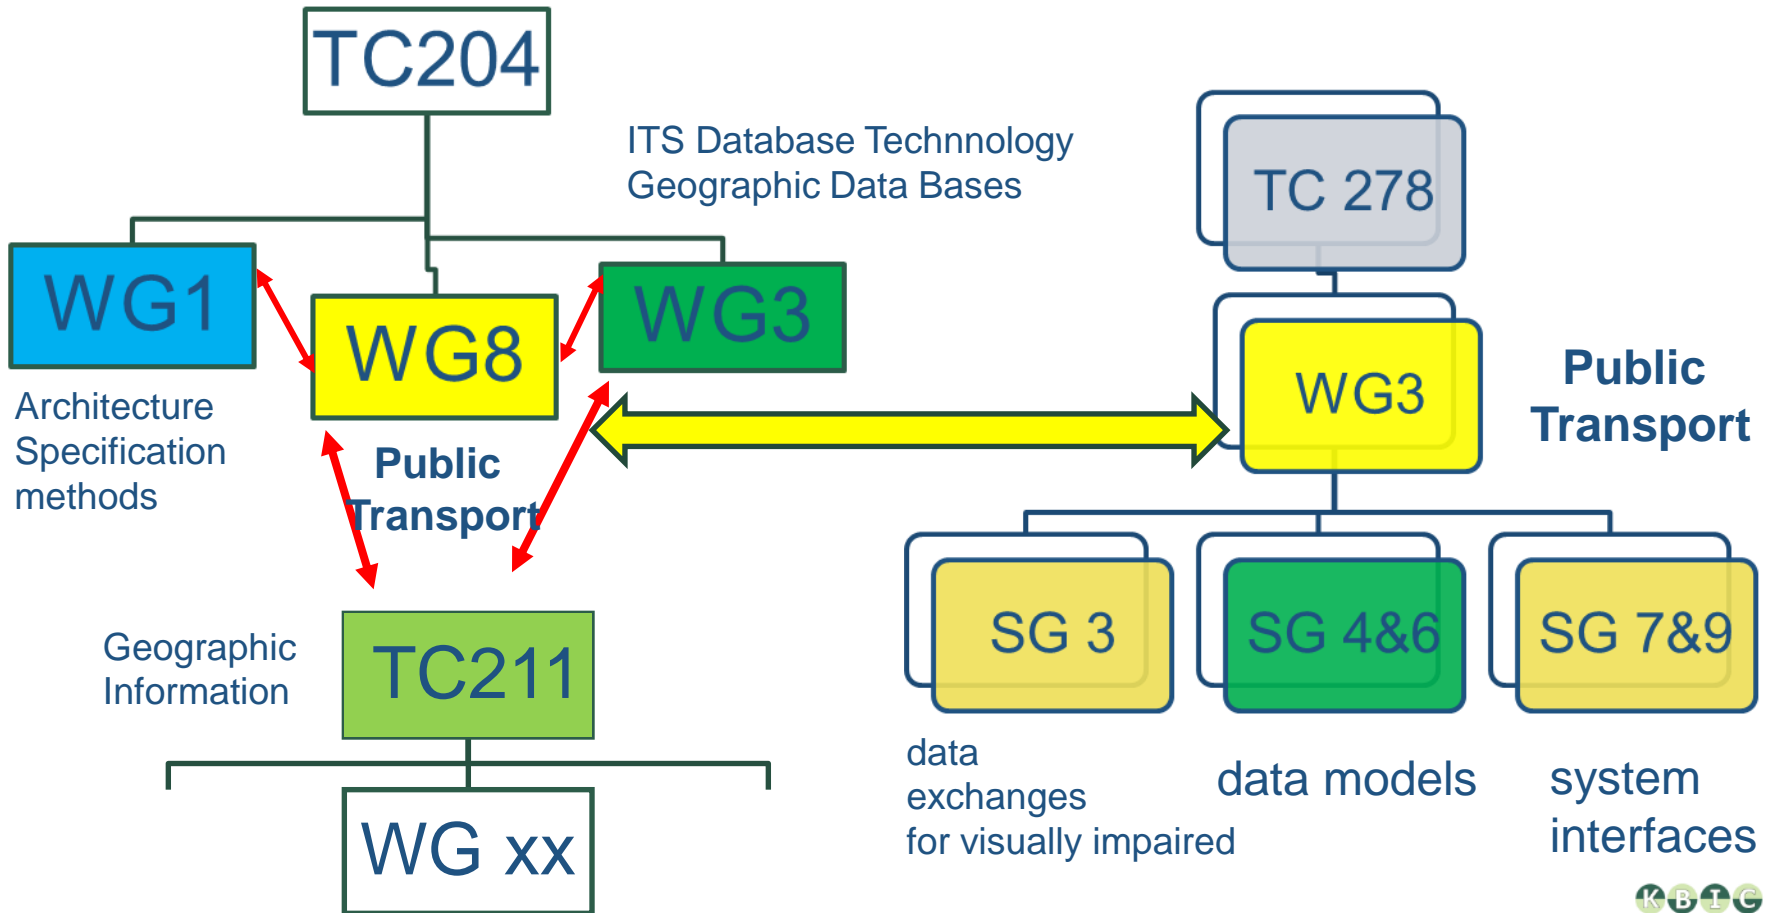 TC204
ITS Database Technnology
Geographic Data Bases
WG1
WG8
WG3
Architecture
Specification
methods
Public
Transport
Geographic
Information
TC211
WG xx
TC 278
WG3
Public
Transport
SG 3
SG 4&6
SG 7&9
data
exchanges
for visually impaired
data models
system
interfaces
KBIC